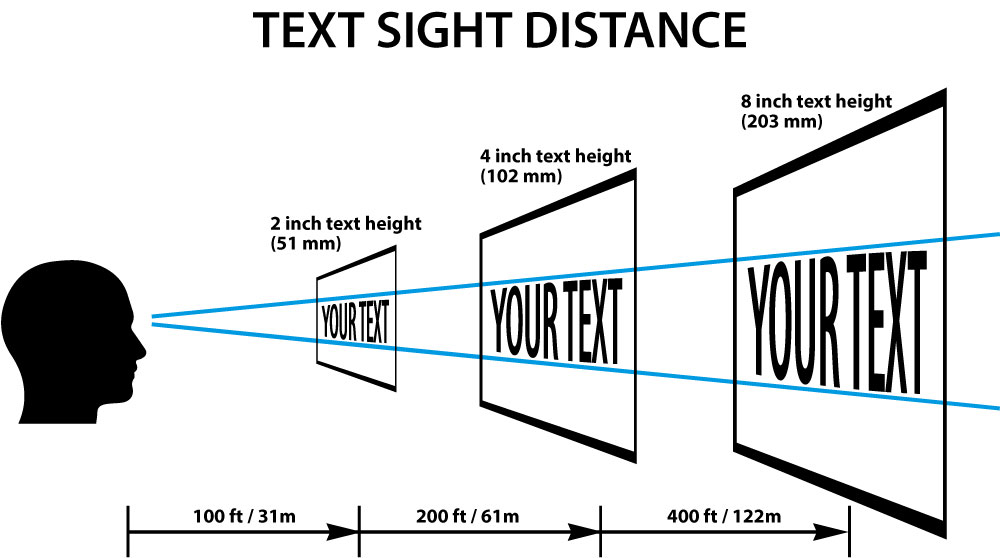 TEXT SIGHT DISTANCE
8 inch text height
(203 mm)
4 inch text height
(102 mm)
2 inch text height
(51 mm)
YOUR TEXT
YOUR TEXT
YOUR TEXT
100 ft / 31m
200 ft / 61m
400 ft / 122m